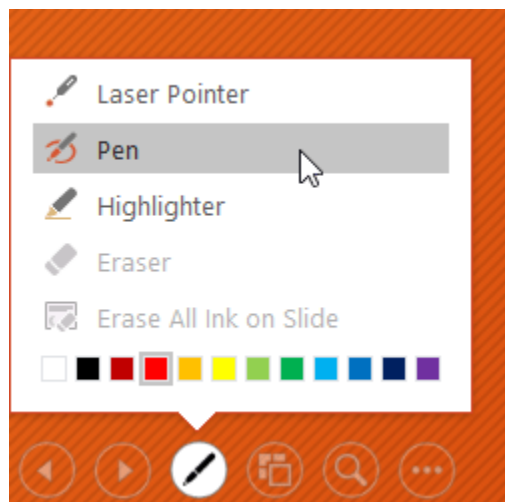 Laser Pointer
Pen
Highlighter
Eraser
Erase All Ink on Slide